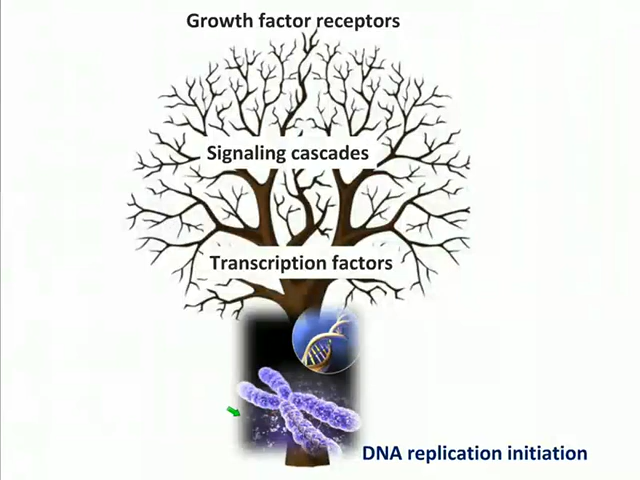 Growth factor receptors
Signaling cascades
Transcription factors
DNA replication initiation